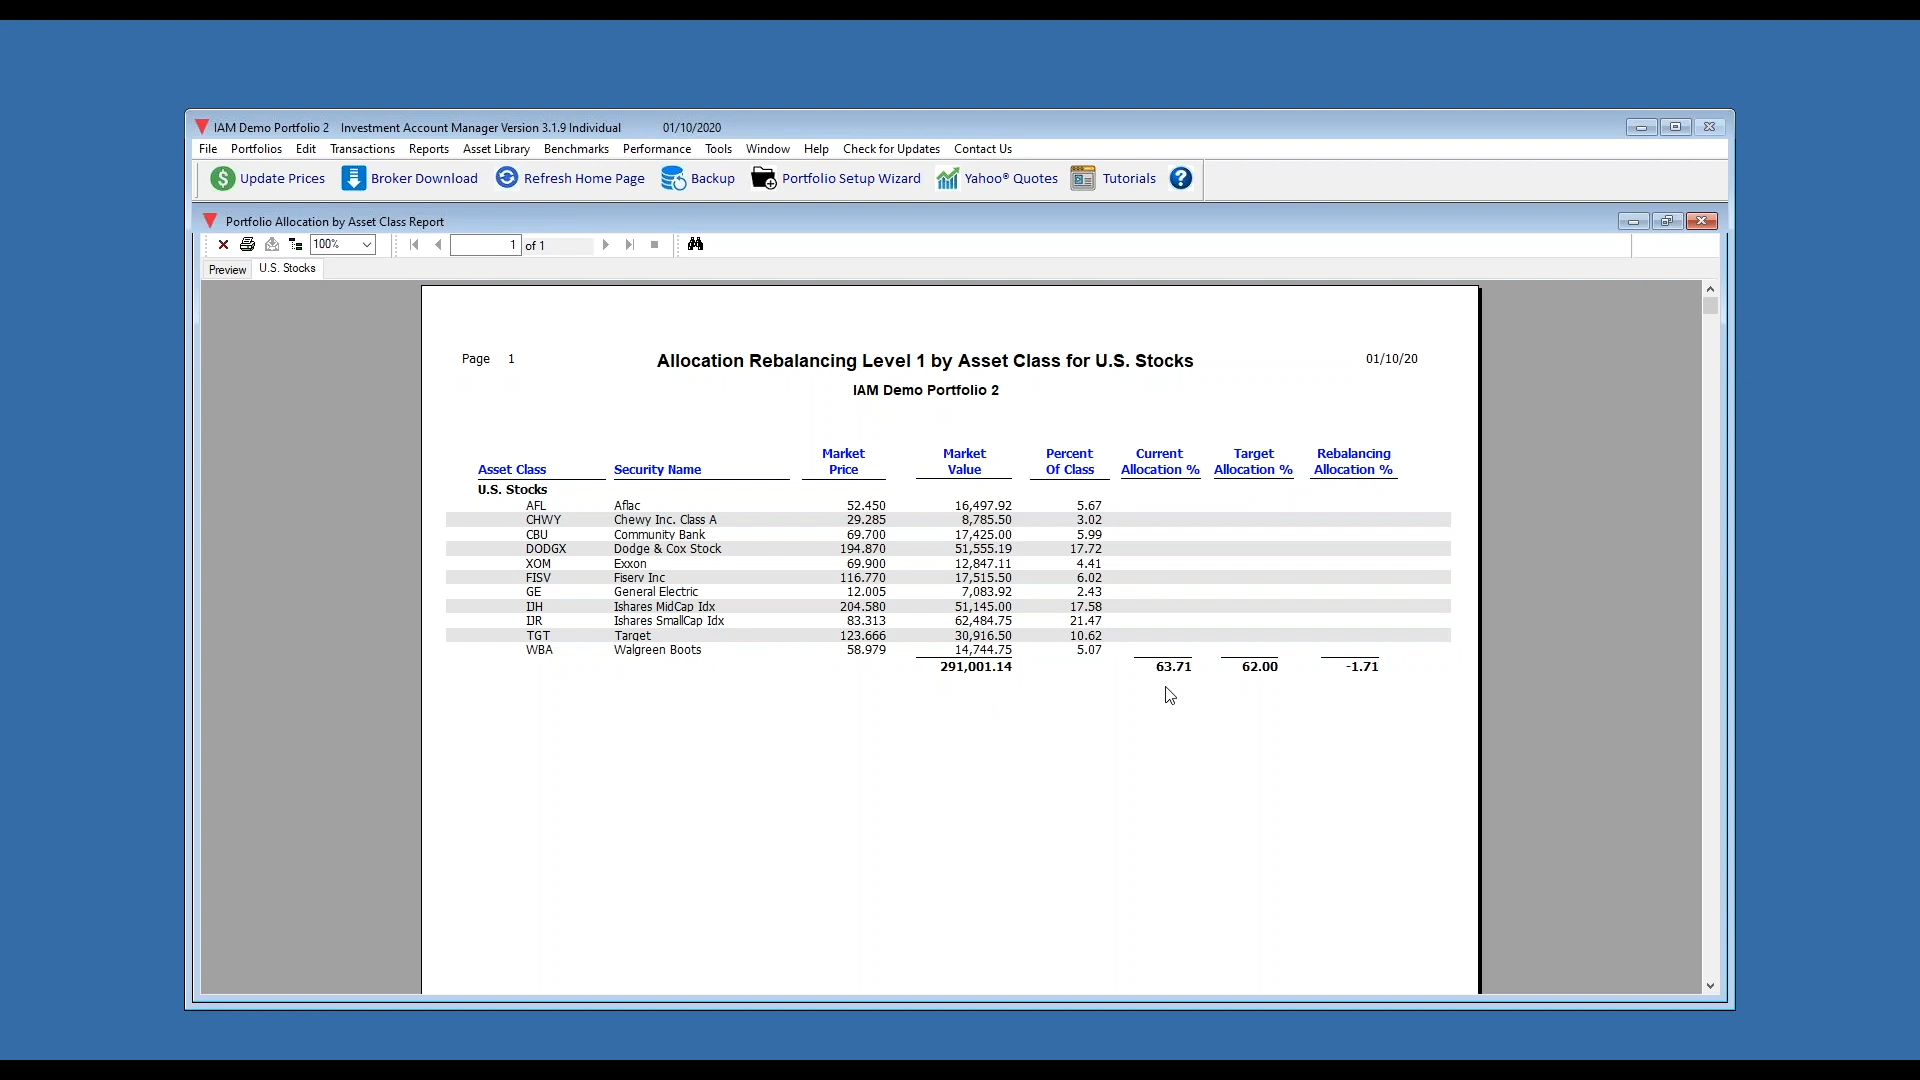 IAM Demo Portfolio 2 Investment Account Manager Version 3.1.9 Individual 01/10/2020
File Portfolios Edit Transactions Reports Asset Library Benchmarks Performance Tools Window Help Check for Updates Contact Us
Update Prices Broker Download Refresh Home Page Backup Portfolio Setup Wizard Yahoo® Quotes Tutorials ?
Portfolio Allocation by Asset Class Report
100% 1 of 1
Preview U.S. Stocks
Page 1 Allocation Rebalancing Level 1 by Asset Class for U.S. Stocks 01/10/20
IAM Demo Portfolio 2
Market Market Percent Current Target Rebalancing
Asset Class Security Name Price Value Of Class Allocation % Allocation % Allocation %
U.S. Stocks
AFL Aflac 52.450 16,497.92 5.67
CHWY Chewy Inc. Class A 29.285 8,785.50 3.02
CBU Community Bank 69.700 17,425.00 5.99
DODGX Dodge & Cox Stock 194.870 51,555.19 17.72
XOM Exxon 69.900 12,847.11 4.41
FISV Fiserv Inc 116.770 17,515.50 6.02
GE General Electric 12.005 7,083.92 2.43
IJH Ishares MidCap Idx 204.580 51,145.00 17.58
IJR Ishares SmallCap Idx 83.313 62,484.75 21.47
TGT Target 123.666 30,916.50 10.62
WBA Walgreen Boots 58.979 14,744.75 5.07
291,001.14 63.71 62.00 -1.71